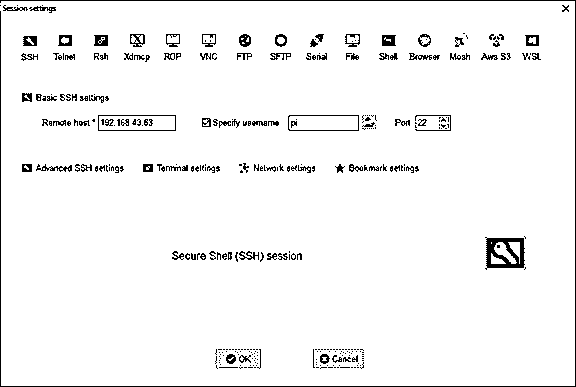 Session settings
SSH Telnet Rsh Xdmcp RDP VNC FTP SFTP Serial File Shell Browser Mosh Aws S3 WSL
Basic SSH settings
Remote host * 192.168.43.53 Specify username pi Port 22
Advanced SSH settings Terminal settings Network settings Bookmark settings
Secure Shell (SSH) session
OK Cancel